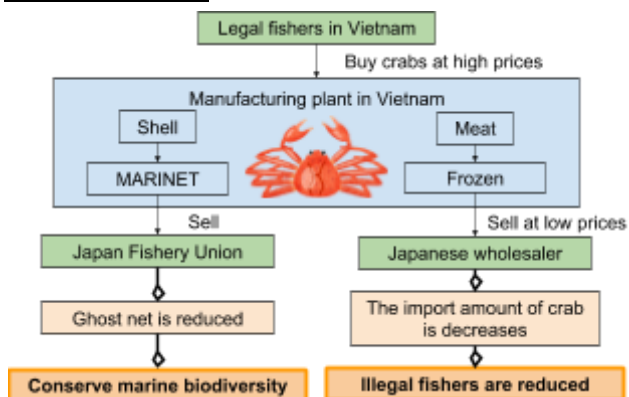 Legal fishers in Vietnam
Buy crabs at high prices
Manufacturing plant in Vietnam
Shell
Meat
MARINET
Frozen
Sell
Sell at low prices
Japan Fishery Union
Japanese wholesaler
Ghost net is reduced
The import amount of crab
is decreases
Conserve marine biodiversity
Illegal fishers are reduced